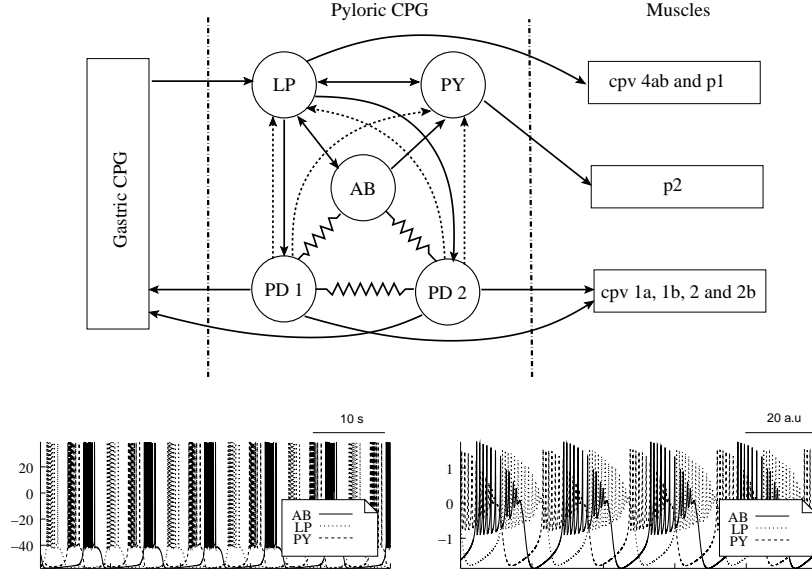 Pyloric CPG
Muscles
Gastric CPG
LP
PY
AB
PD 1
PD 2
cpv 4ab and p1
p2
cpv 1a, 1b, 2 and 2b
10 s
20
0
−20
−40
AB
LP
PY
20 a.u
1
0
−1
AB
LP
PY